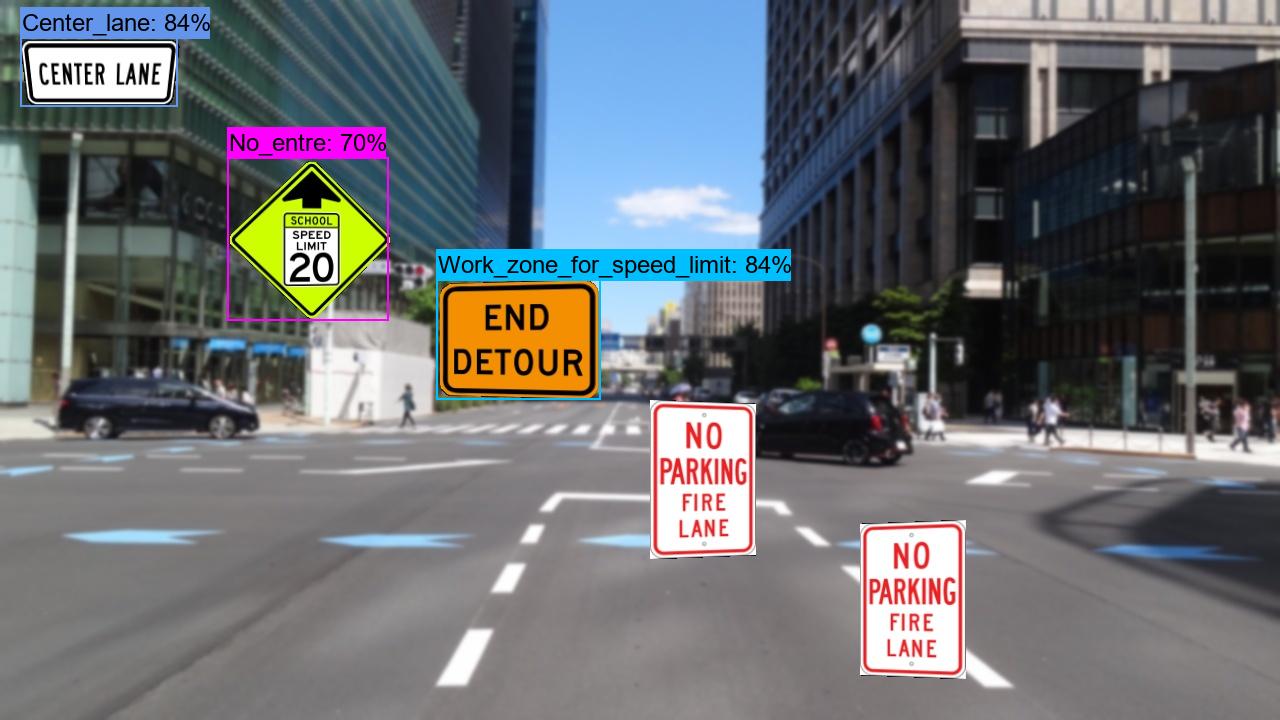 Center_lane: 84%
CENTER LANE
No_entre: 70%
SCHOOL
SPEED
LIMIT
20
Work_zone_for_speed_limit: 84%
END
DETOUR
NO
PARKING
FIRE
LANE
NO
PARKING
FIRE
LANE